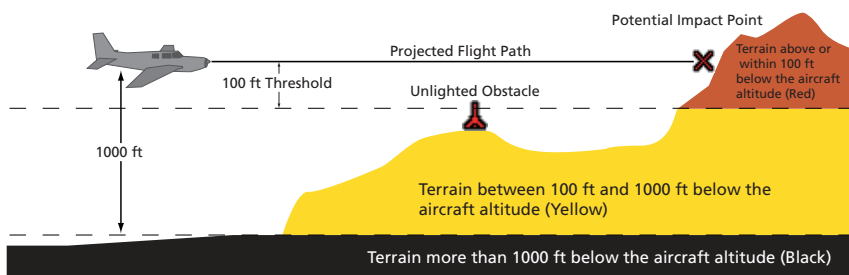 Potential Impact Point
Projected Flight Path
100 ft Threshold
Unlighted Obstacle
Terrain above or
within 100 ft
below the aircraft
altitude (Red)
1000 ft
Terrain between 100 ft and 1000 ft below the
aircraft altitude (Yellow)
Terrain more than 1000 ft below the aircraft altitude (Black)